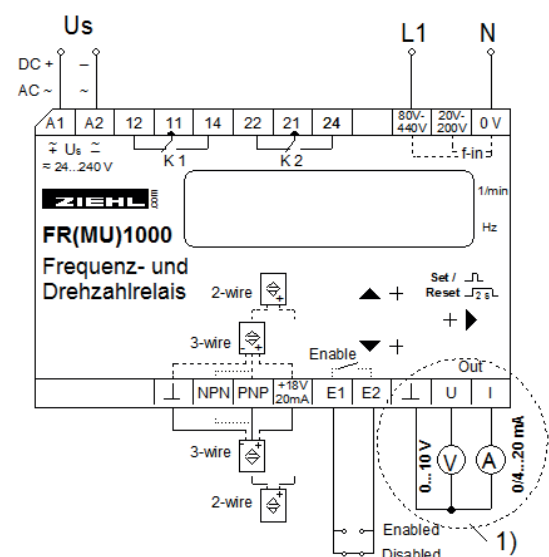 Us
L1 N
DC + –
AC ~ ~
A1 A2 12 11 14 22 21 24 80V-440V 20V-200V 0 V
+ Us
≂ 24...240 V
K 1 K 2
f-in
ZIEHL.com
1/min
Hz
FR(MU)1000
Frequenz- und
Drehzahlrelais
2-wire
Set /
Reset 2 s
3-wire
Enable
Out
⊥ NPN PNP +18V 20mA E1 E2 ⊥ U I
3-wire
0...10 V
V
A
0/4...20 mA
2-wire
Enabled
Disabled
1)